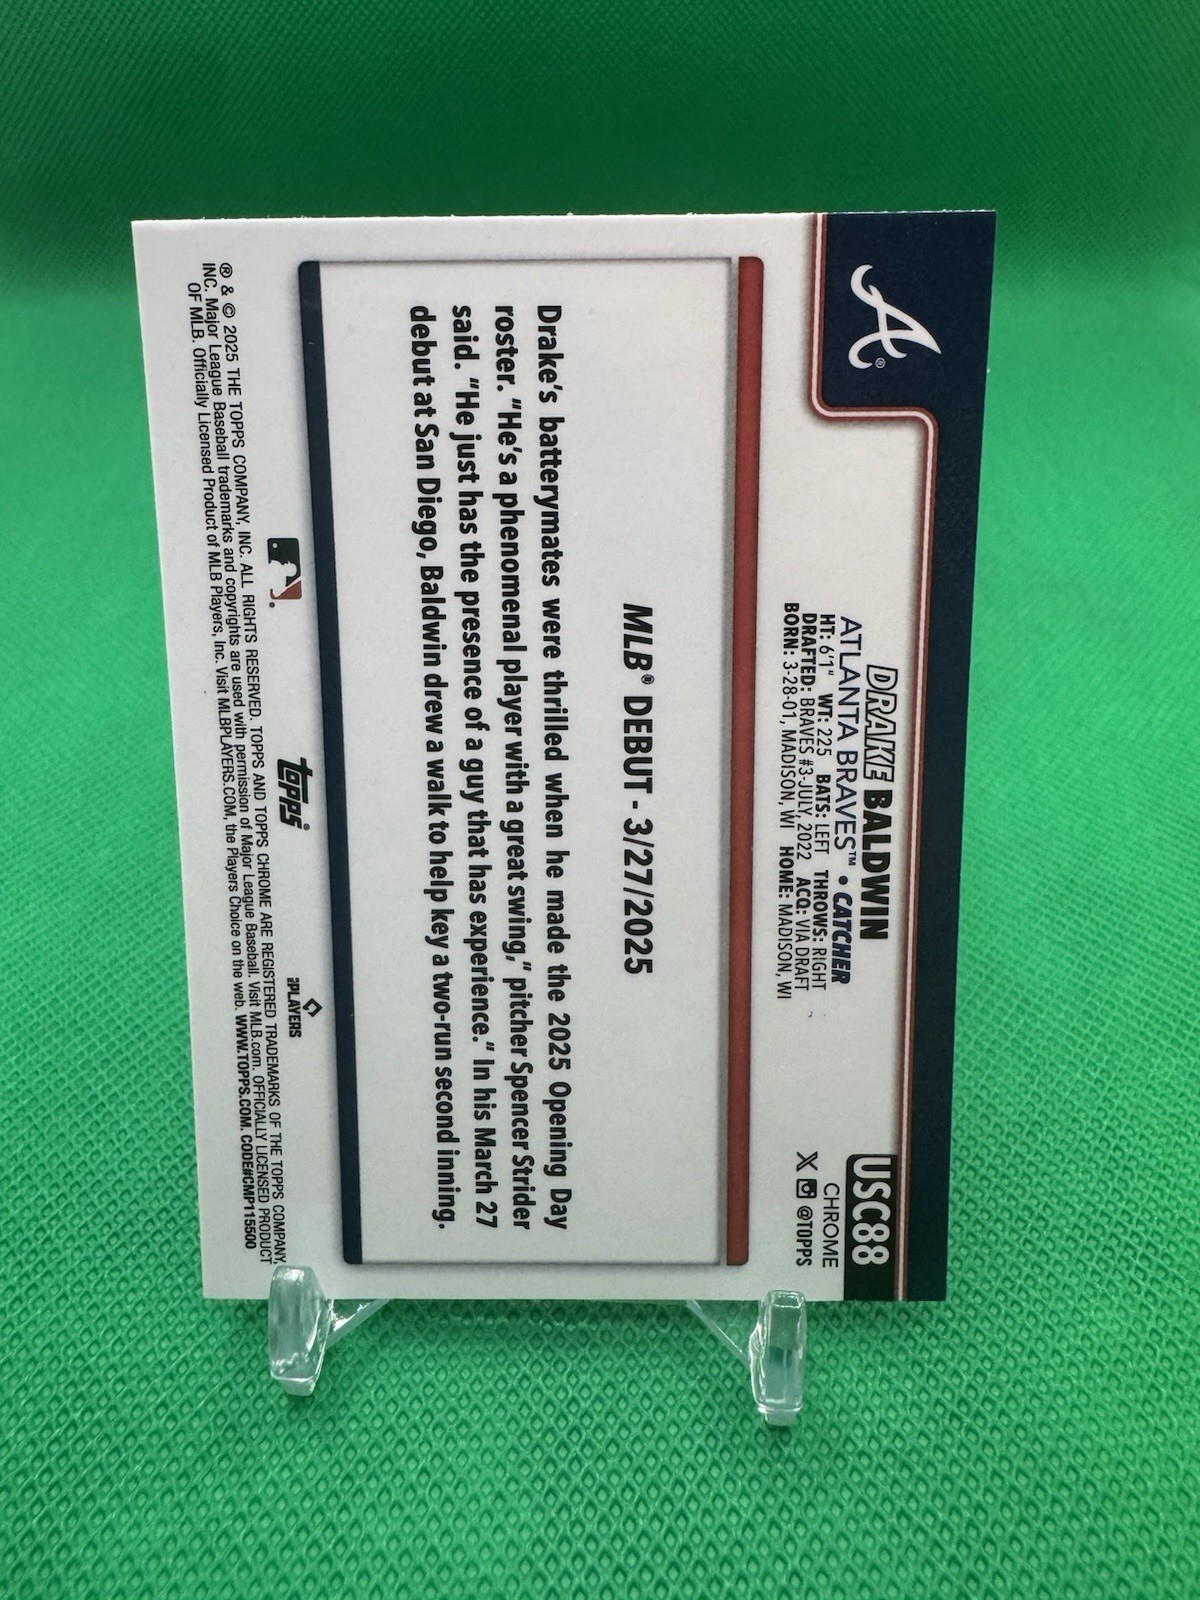 A®
DRAKE BALDWIN
ATLANTA BRAVES™ • CATCHER
HT: 6'1" WT: 225 BATS: LEFT THROWS: RIGHT
DRAFTED: BRAVES #3-JULY, 2022 ACQ: VIA DRAFT
BORN: 3-28-01, MADISON, WI HOME: MADISON, WI
USC88
CHROME
X @TOPPS
MLB® DEBUT - 3/27/2025
Drake's batterymates were thrilled when he made the 2025 Opening Day
roster. "He's a phenomenal player with a great swing," pitcher Spencer Strider
said. "He just has the presence of a guy that has experience." In his March 27
debut at San Diego, Baldwin drew a walk to help key a two-run second inning.
topps®
PLAYERS
® & © 2025 THE TOPPS COMPANY, INC. ALL RIGHTS RESERVED. TOPPS AND TOPPS CHROME ARE REGISTERED TRADEMARKS OF THE TOPPS COMPANY,
INC. Major League Baseball trademarks and copyrights are used with permission of Major League Baseball. Visit MLB.com. OFFICIALLY LICENSED PRODUCT
OF MLB. Officially Licensed Product of MLB Players, Inc. Visit MLBPLAYERS.COM, the Players Choice on the web. WWW.TOPPS.COM. CODE#CMP115500